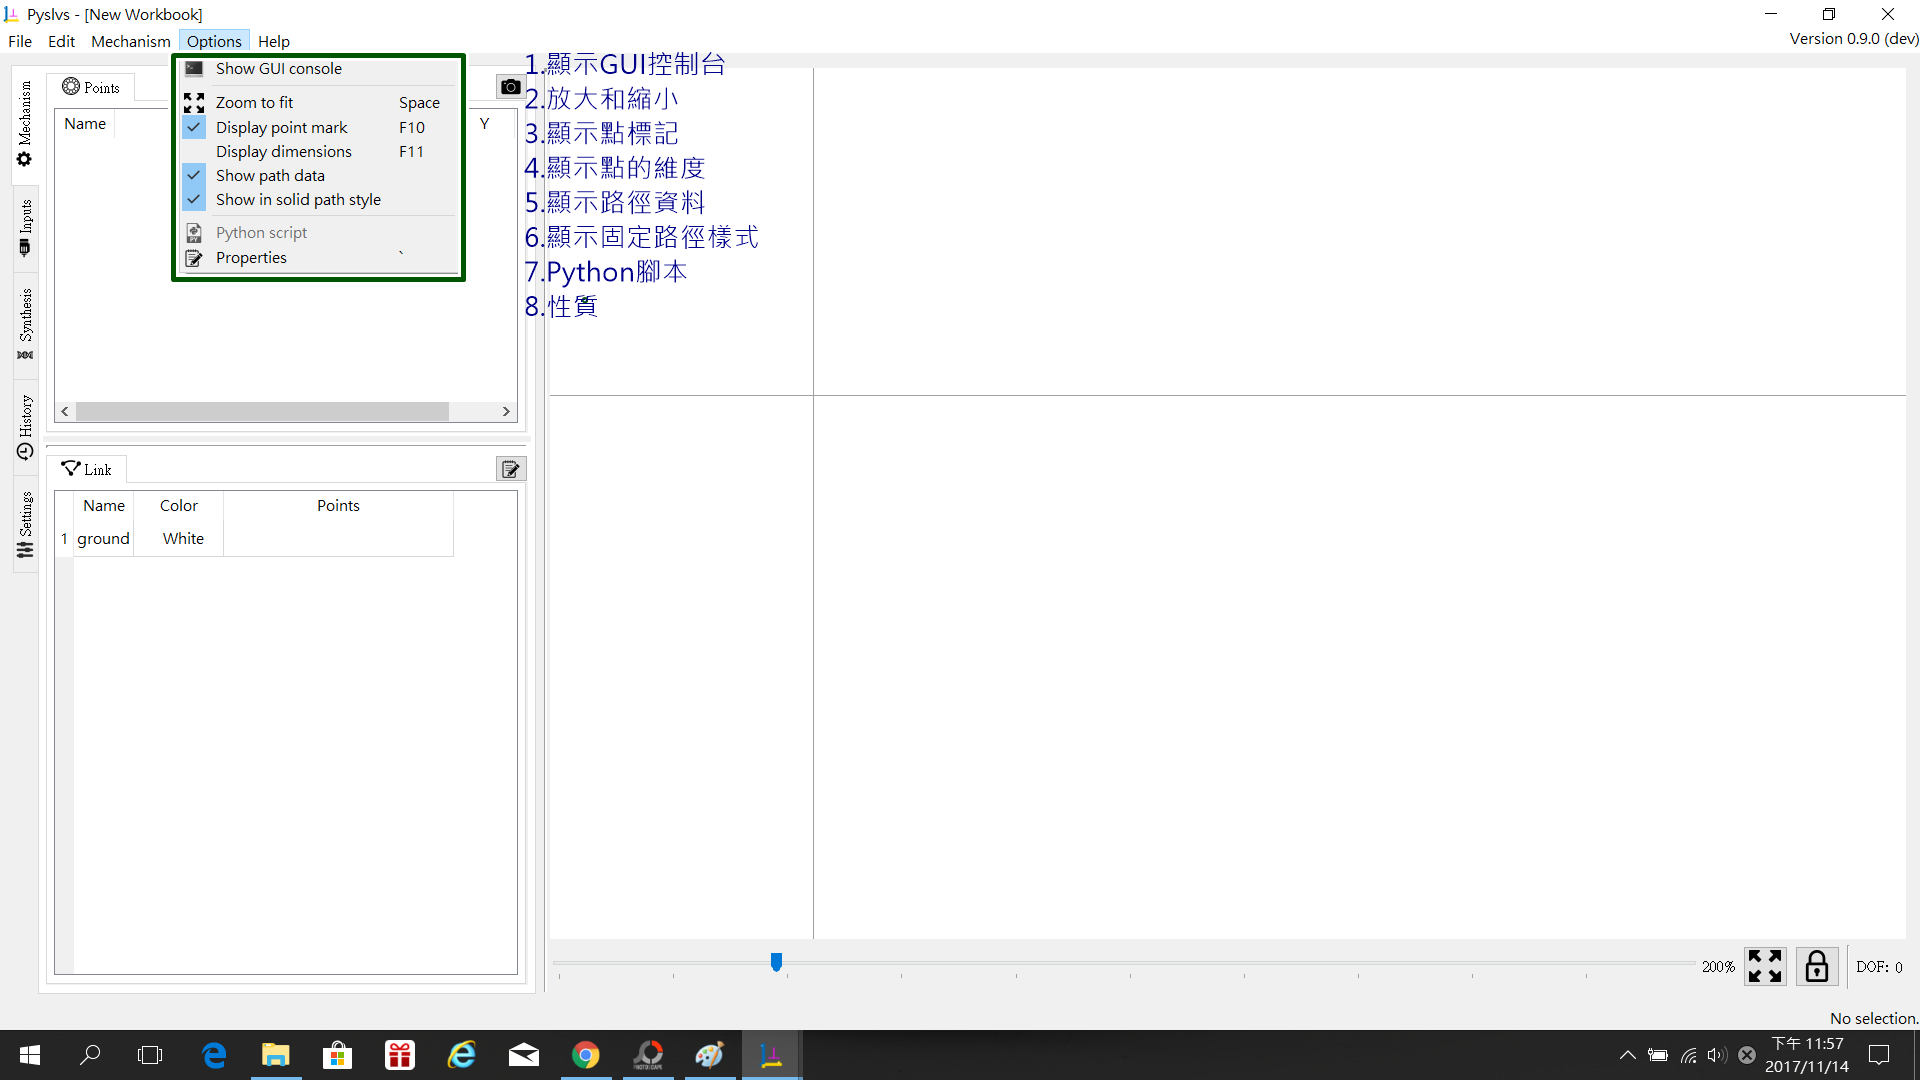 Pyslvs - [New Workbook]
File Edit Mechanism Options Help
Version 0.9.0 (dev)
Show GUI console
Zoom to fit Space
Display point mark F10
Display dimensions F11
Show path data
Show in solid path style
Python script
Properties `
1.顯示GUI控制台
2.放大和縮小
3.顯示點標記
4.顯示點的維度
5.顯示路徑資料
6.顯示固定路徑樣式
7.Python腳本
8.性質
Mechanism
Inputs
Synthesis
History
Settings
Points
Name Y
Link
Name Color Points
1 ground White
200%
DOF: 0
No selection.
PHOTOSCAPE
下午 11:57
2017/11/14